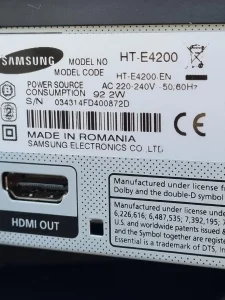 SAMSUNG
MODEL NO HT-E4200
MODEL CODE HT-E4200-EN
POWER SOURCE AC 220-240V~50/60Hz
CONSUMPTION 92.2W
S/N 034314FD400872D
MADE IN ROMANIA
SAMSUNG ELECTRONICS CO., LTD
HDMI OUT
Manufactured under license from
Dolby and the double-D symbol
Manufactured under license
6,226,616; 6,487,535; 7,392,195; 7
U.S. and worldwide patents issued
and the Symbol together are registered
Essential is a trademark of DTS, Inc